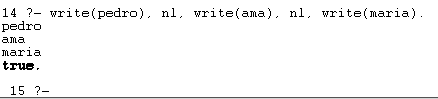 14 ?- write(pedro), nl, write(ama), nl, write(maria).
pedro
ama
maria
true.
15 ?-